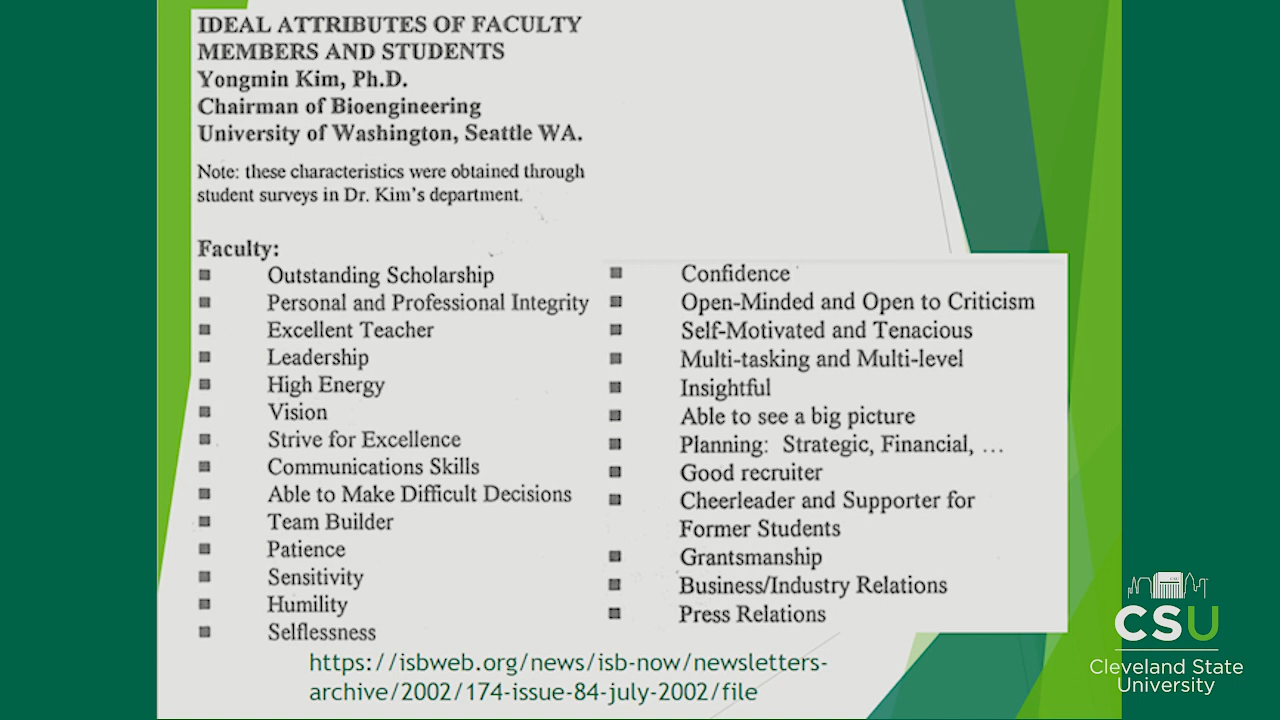 IDEAL ATTRIBUTES OF FACULTY
MEMBERS AND STUDENTS
Yongmin Kim, Ph.D.
Chairman of Bioengineering
University of Washington, Seattle WA.
Note: these characteristics were obtained through
student surveys in Dr. Kim's department.
Faculty:
Outstanding Scholarship
Personal and Professional Integrity
Excellent Teacher
Leadership
High Energy
Vision
Strive for Excellence
Communications Skills
Able to Make Difficult Decisions
Team Builder
Patience
Sensitivity
Humility
Selflessness
Confidence
Open-Minded and Open to Criticism
Self-Motivated and Tenacious
Multi-tasking and Multi-level
Insightful
Able to see a big picture
Planning: Strategic, Financial, …
Good recruiter
Cheerleader and Supporter for
Former Students
Grantsmanship
Business/Industry Relations
Press Relations
https://isbweb.org/news/isb-now/newsletters-
archive/2002/174-issue-84-july-2002/file
CSU
Cleveland State
University